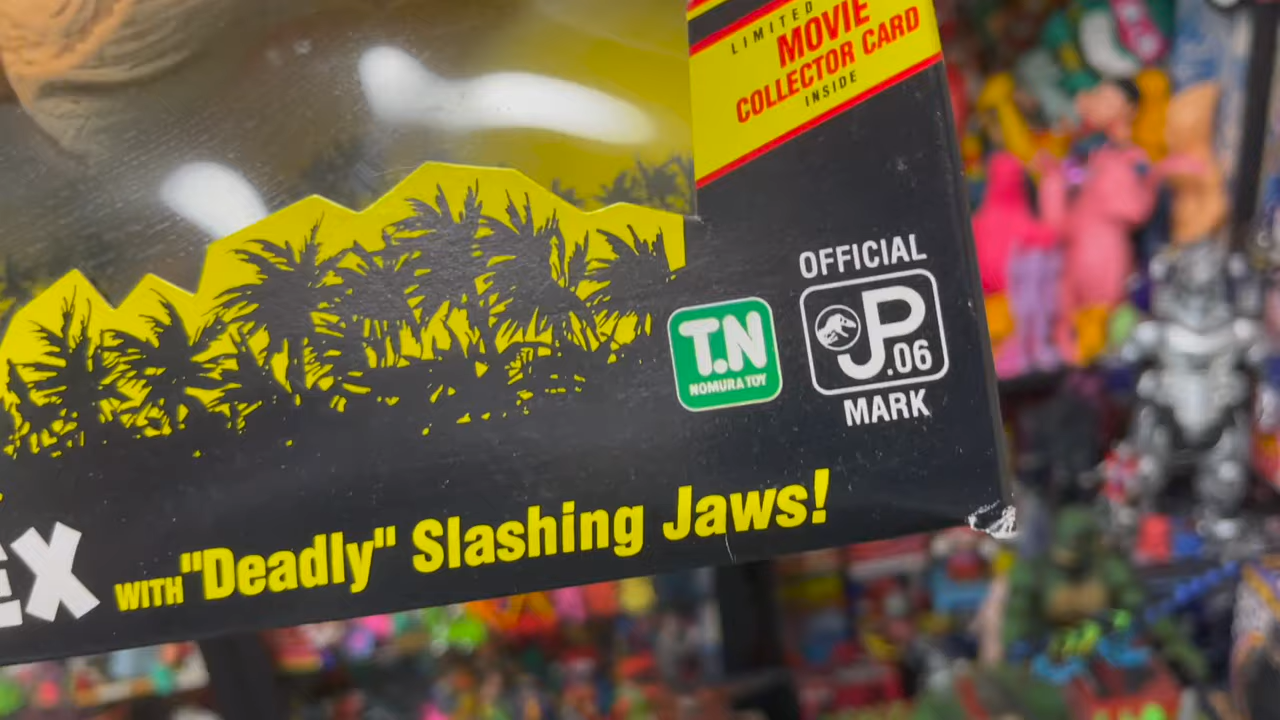 LIMITED
MOVIE
COLLECTOR CARD
INSIDE
OFFICIAL
JP.06
MARK
T.N
NOMURA TOY
EX WITH "Deadly" Slashing Jaws!